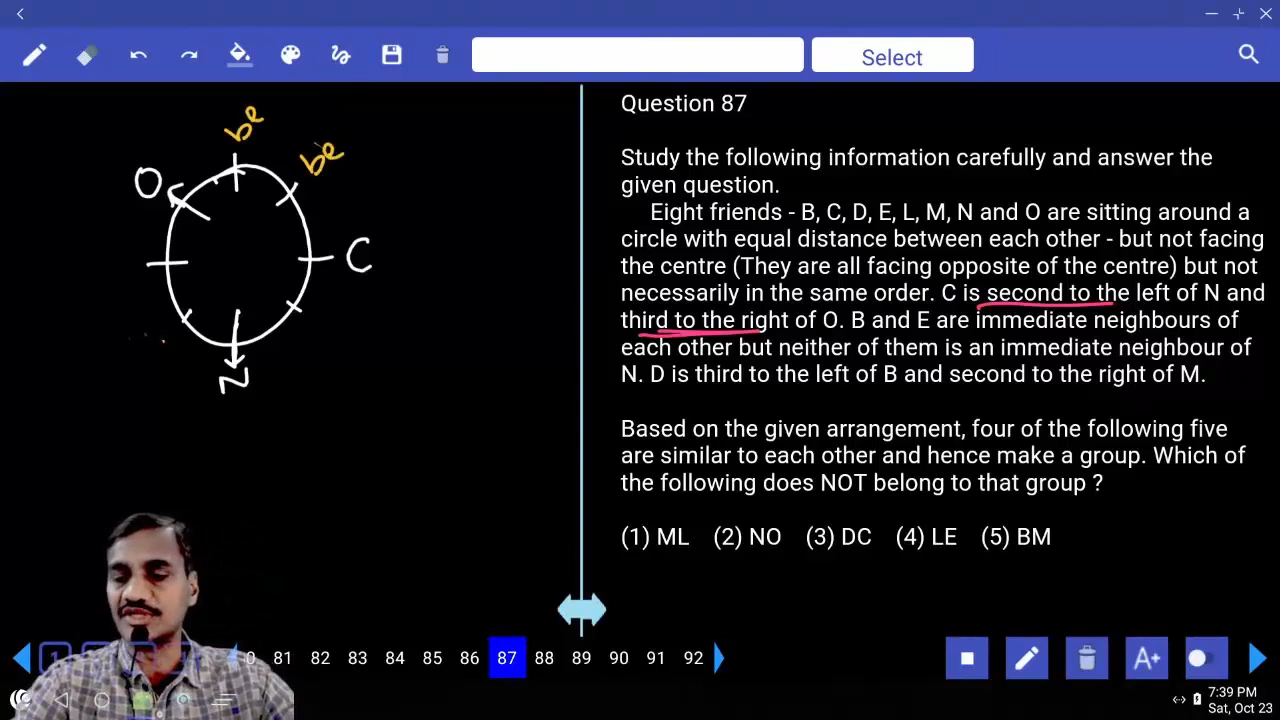 Select
be
be
O
C
N
Question 87
Study the following information carefully and answer the
given question.
Eight friends - B, C, D, E, L, M, N and O are sitting around a
circle with equal distance between each other - but not facing
the centre (They are all facing opposite of the centre) but not
necessarily in the same order. C is second to the left of N and
third to the right of O. B and E are immediate neighbours of
each other but neither of them is an immediate neighbour of
N. D is third to the left of B and second to the right of M.
Based on the given arrangement, four of the following five
are similar to each other and hence make a group. Which of
the following does NOT belong to that group ?
(1) ML (2) NO (3) DC (4) LE (5) BM
0 81 82 83 84 85 86 87 88 89 90 91 92
A+
7:39 PM
Sat, Oct 23